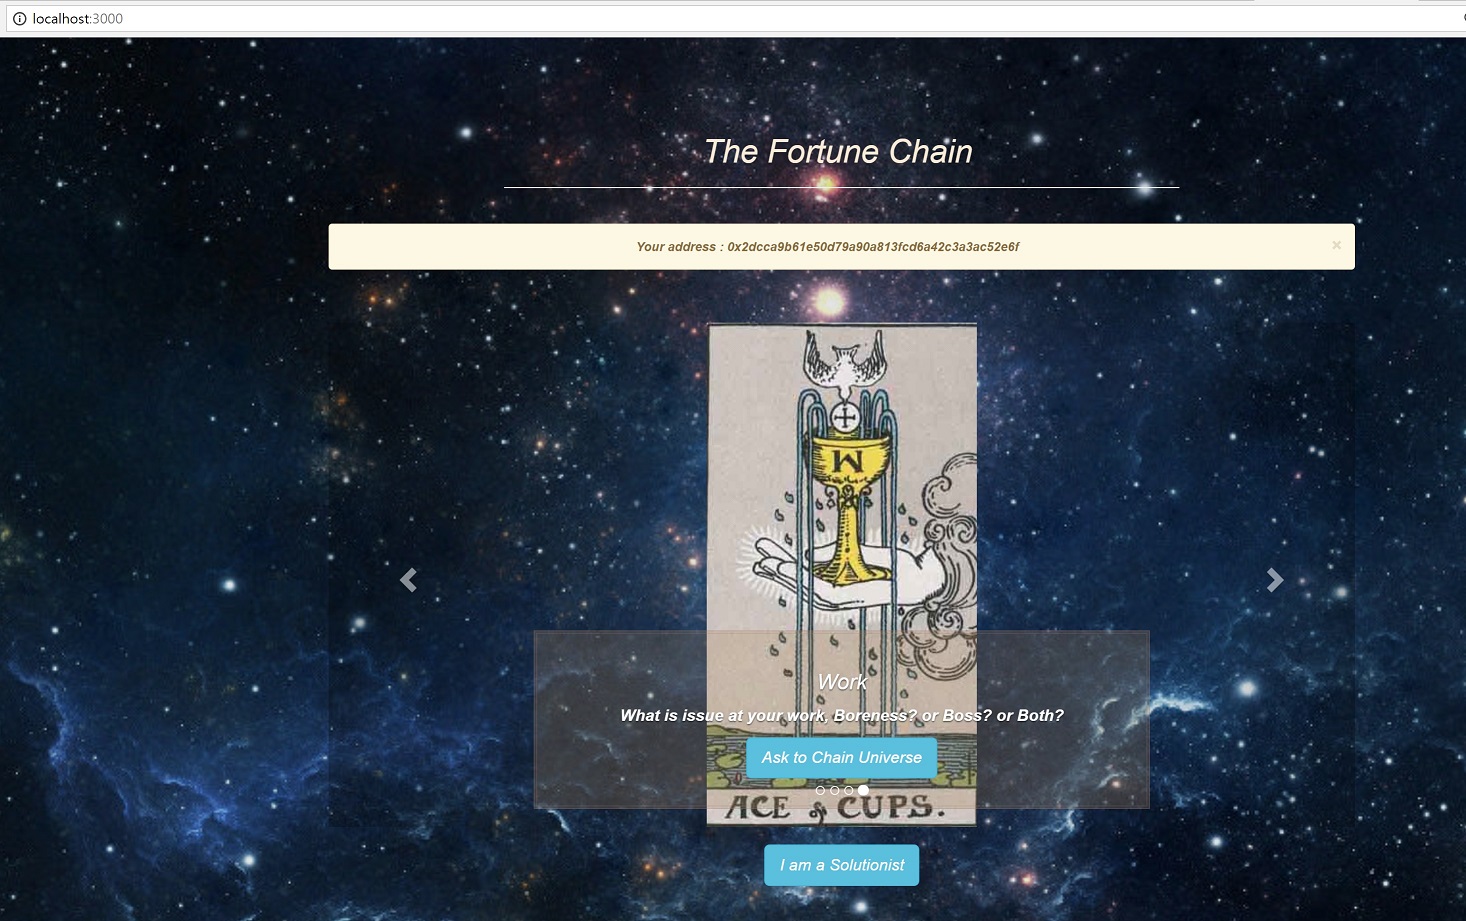 localhost:3000
The Fortune Chain
Your address : 0x2dcca9b61e50d79a90a813fcd6a42c3a3ac52e6f
×
W
Work
What is issue at your work, Boreness? or Boss? or Both?
Ask to Chain Universe
ACE of CUPS.
I am a Solutionist